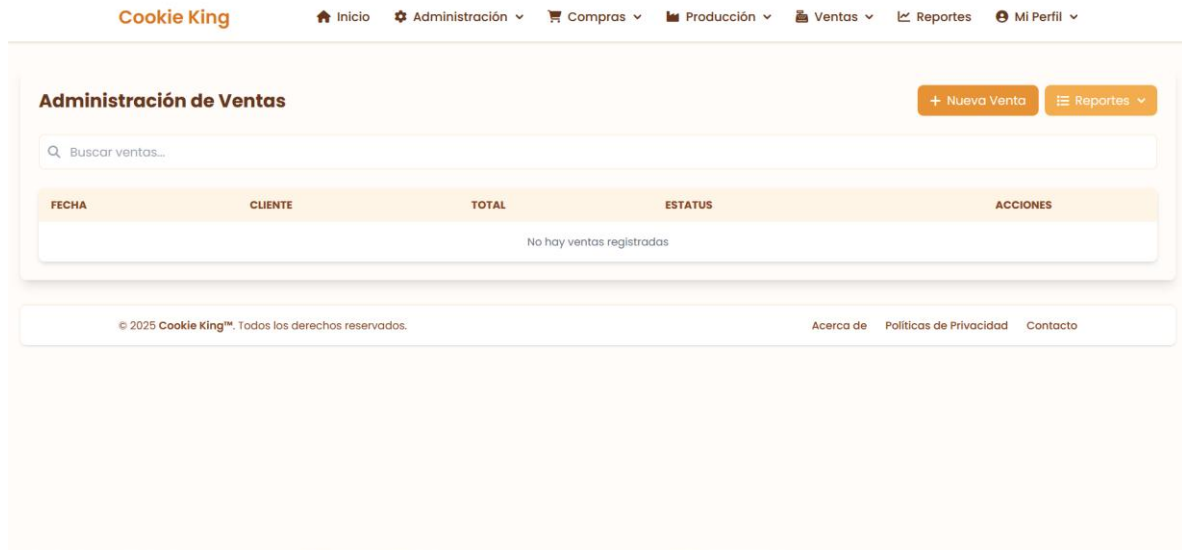 Cookie King Inicio Administración Compras Producción Ventas Reportes Mi Perfil
Administración de Ventas + Nueva Venta Reportes
Buscar ventas...
FECHA CLIENTE TOTAL ESTATUS ACCIONES
No hay ventas registradas
© 2025 Cookie King™. Todos los derechos reservados. Acerca de Políticas de Privacidad Contacto